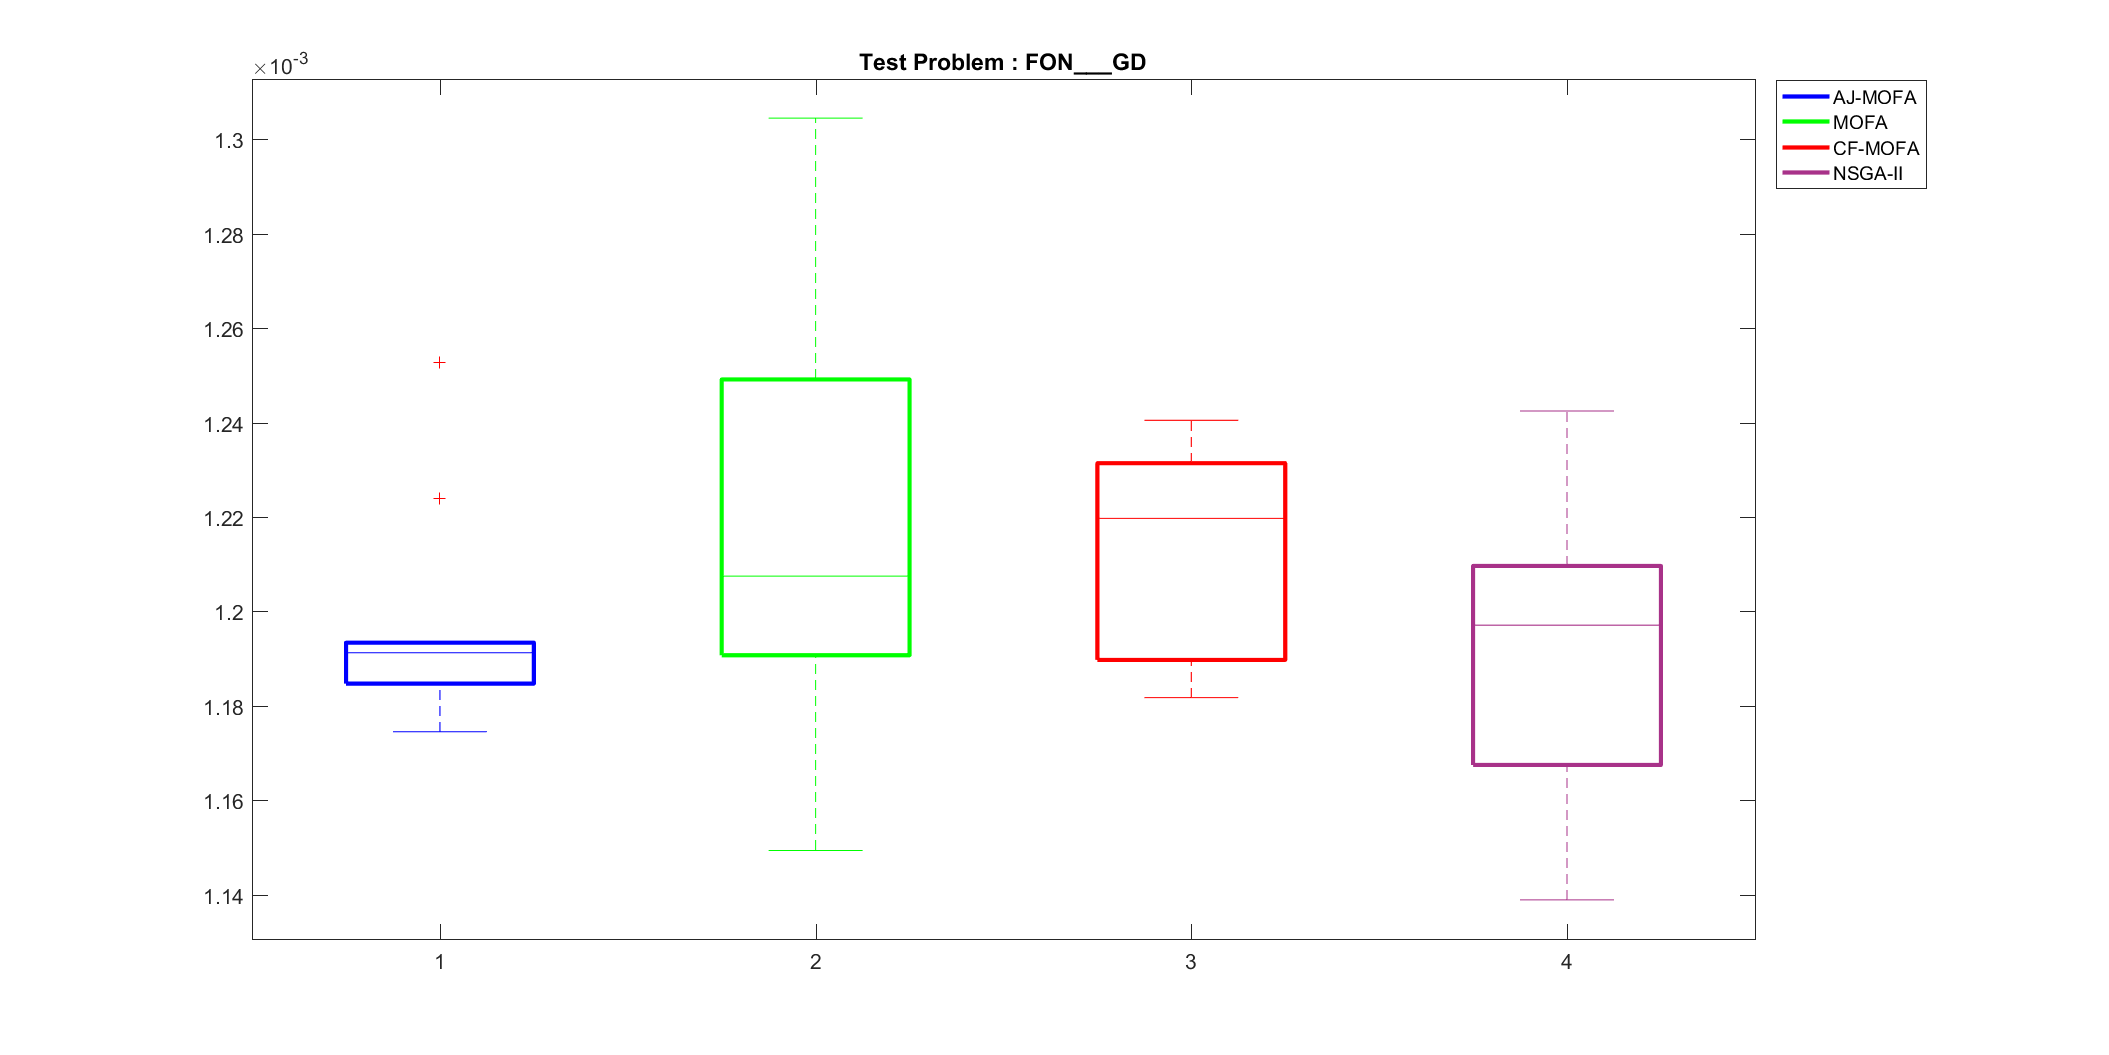 Test Problem : FON___GD
×10-3
1.3
1.28
1.26
1.24
1.22
1.2
1.18
1.16
1.14
1 2 3 4
AJ-MOFA
MOFA
CF-MOFA
NSGA-II